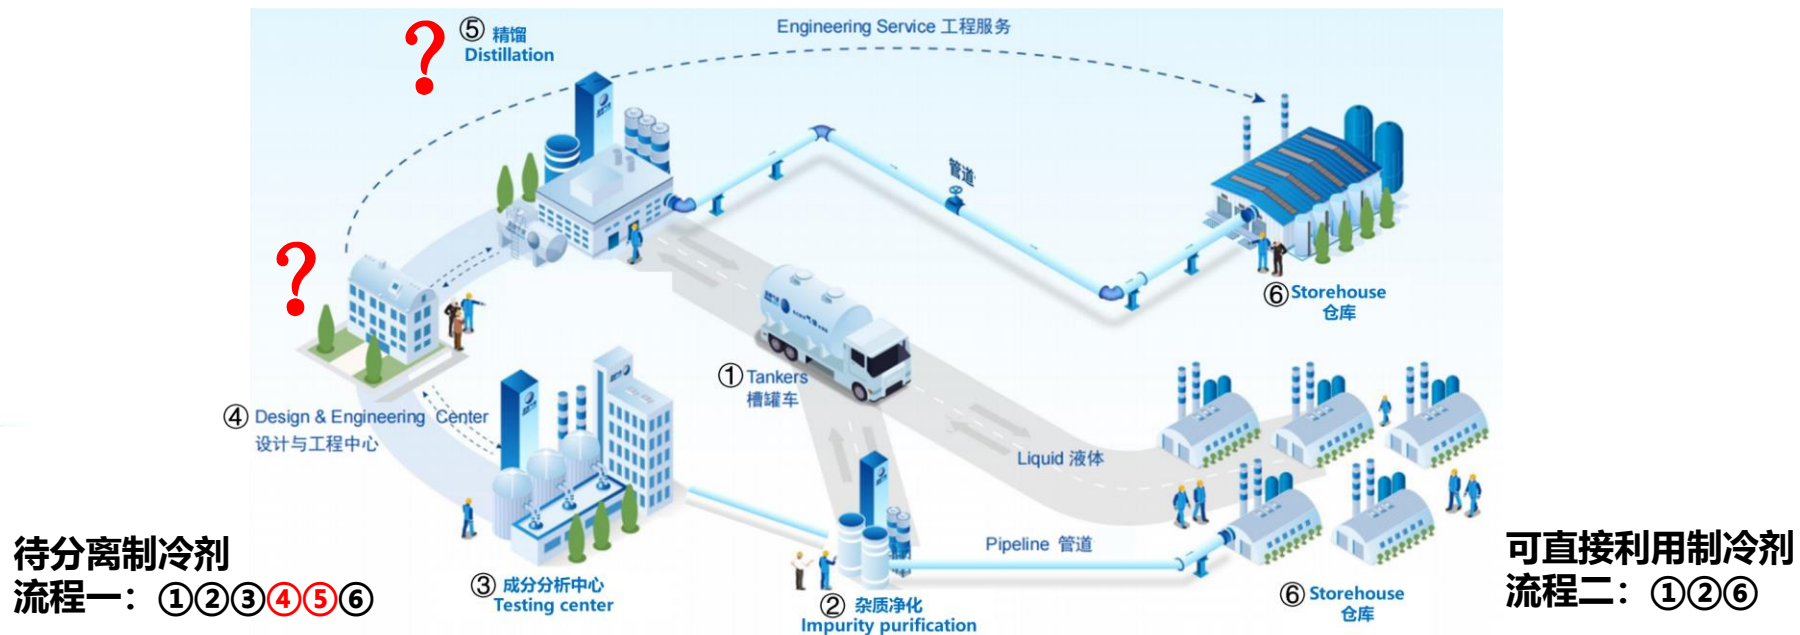 ⑤ 精馏
Distillation
?
Engineering Service 工程服务
管道
?
⑥ Storehouse
仓库
① Tankers
槽罐车
④ Design & Engineering Center
设计与工程中心
Liquid 液体
Pipeline 管道
③ 成分分析中心
Testing center
② 杂质净化
Impurity purification
⑥ Storehouse
仓库
待分离制冷剂
流程一：①②③④⑤⑥
可直接利用制冷剂
流程二：①②⑥